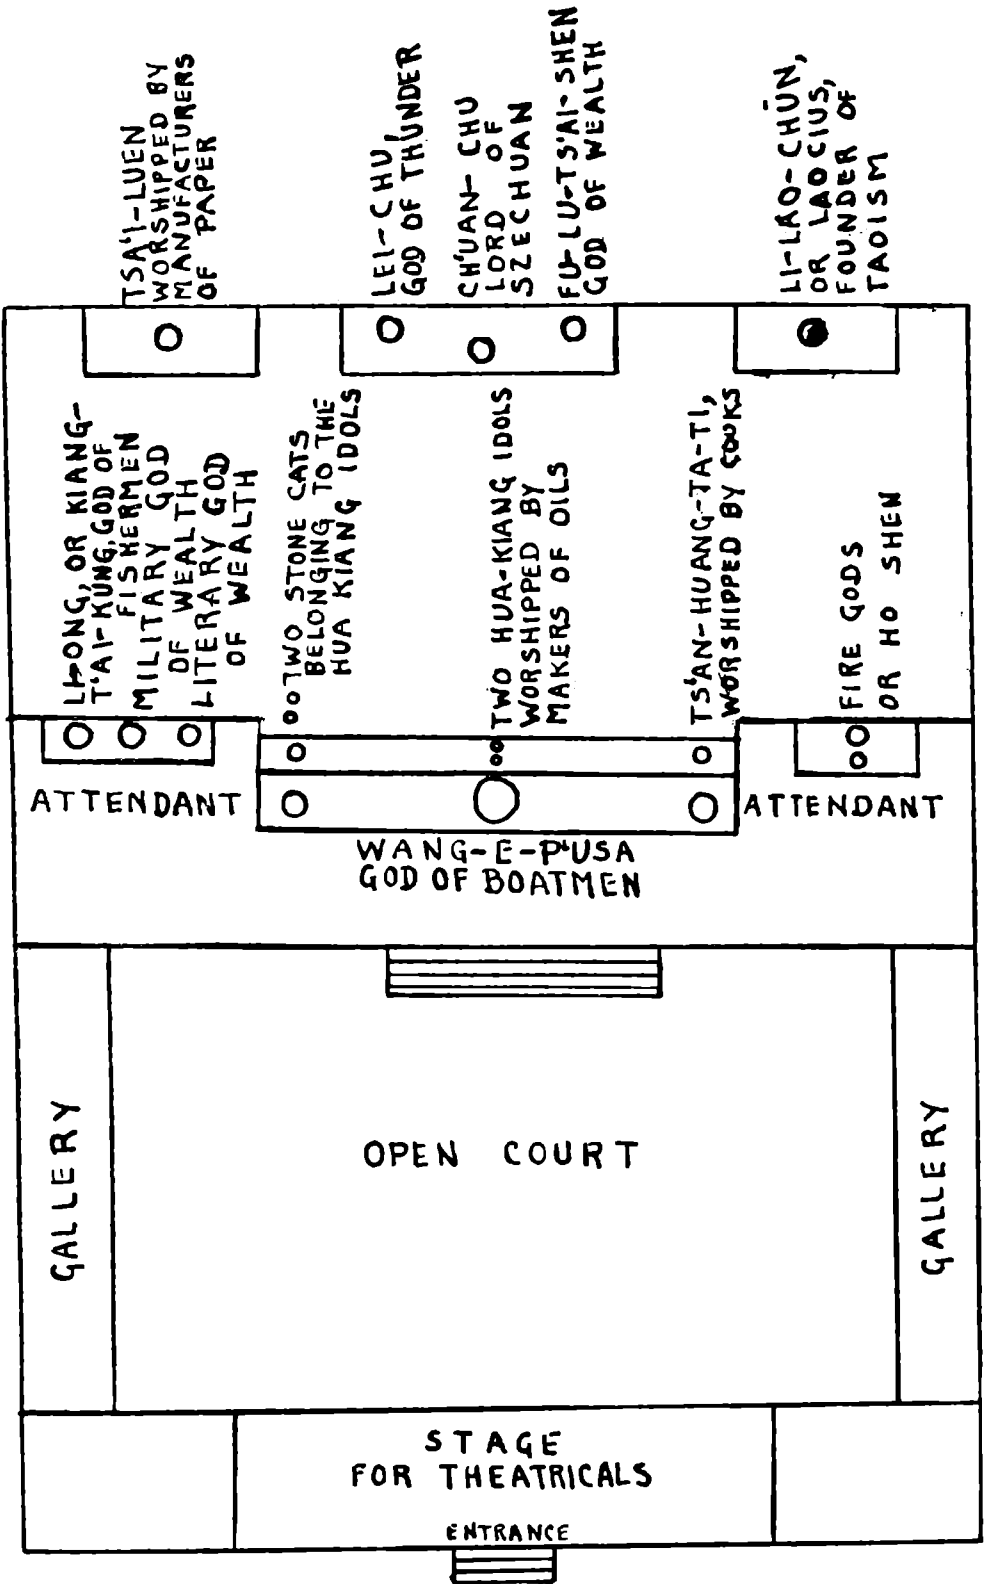 TSA'I-LUEN
WORSHIPPED BY
MANUFACTURERS
OF PAPER
LEI-CHU,
GOD OF THUNDER
CH'UAN-CHU
LORD OF
SZECHUAN
FU-LU-TS'AI-SHEN
GOD OF WEALTH
LI-LAO-CHÜN,
OR LAOCIUS,
FOUNDER OF
TAOISM
LI-ONG, OR KIANG-
T'AI-KUNG, GOD OF
FISHERMEN
MILITARY GOD
OF WEALTH
LITERARY GOD
OF WEALTH
TWO STONE CATS
BELONGING TO THE
HUA KIANG IDOLS
TWO HUA-KIANG IDOLS
WORSHIPPED BY
MAKERS OF OILS
TS'AN-HUANG-TA-TI,
WORSHIPPED BY COOKS
FIRE GODS
OR HO SHEN
ATTENDANT
ATTENDANT
WANG-E-P'USA
GOD OF BOATMEN
GALLERY
OPEN COURT
GALLERY
STAGE
FOR THEATRICALS
ENTRANCE